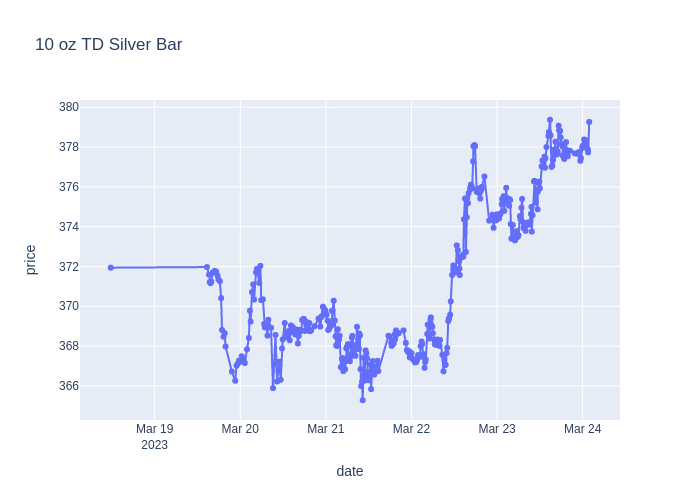 10 oz TD Silver Bar
380
378
376
374
372
370
368
366
price
Mar 19
2023
Mar 20
Mar 21
Mar 22
Mar 23
Mar 24
date